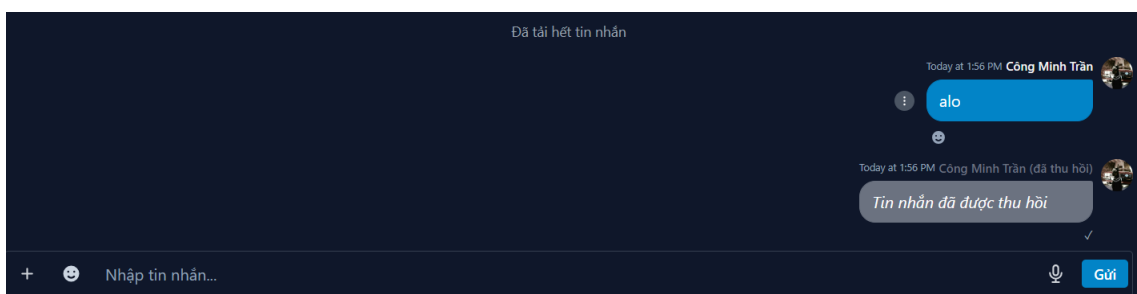 Đã tải hết tin nhắn
Today at 1:56 PM Công Minh Trần
alo
Today at 1:56 PM Công Minh Trần (đã thu hồi)
Tin nhắn đã được thu hồi
Nhập tin nhắn...
Gửi